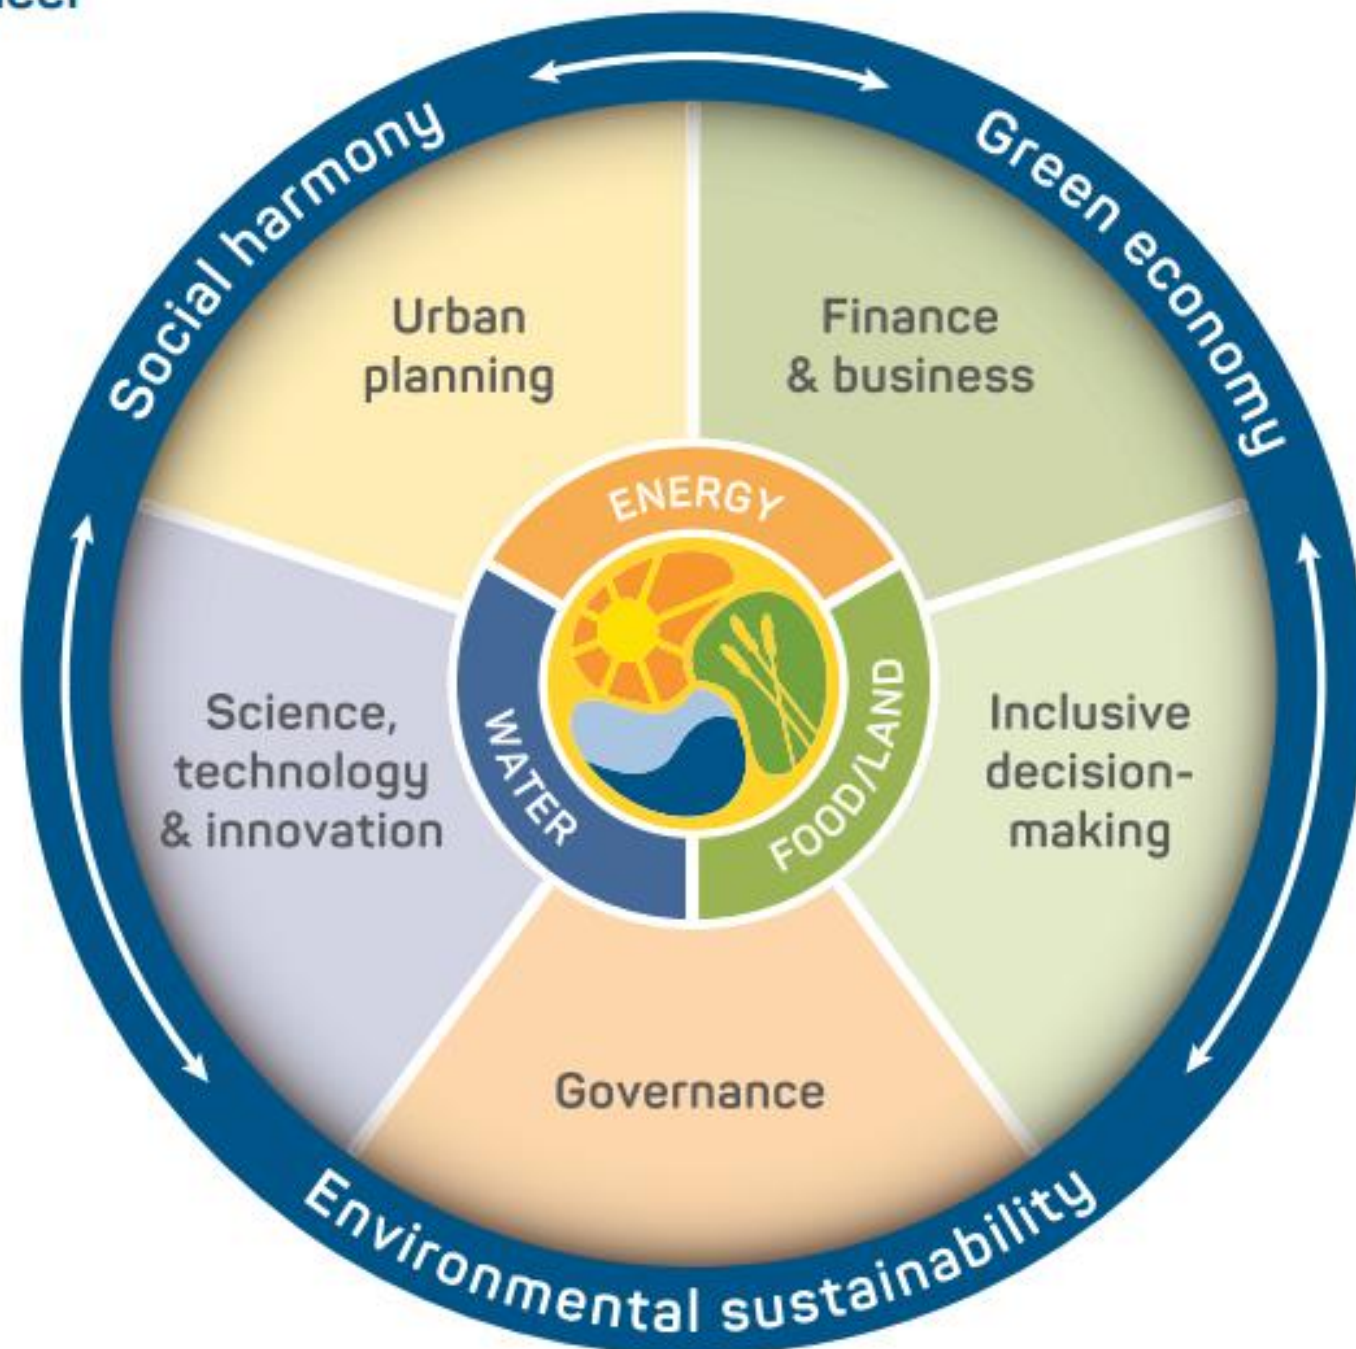 Social harmony
Green economy
Urban
planning
Finance
& business
ENERGY
WATER
FOOD/LAND
Science,
technology
& innovation
Inclusive
decision-
making
Governance
Environmental sustainability